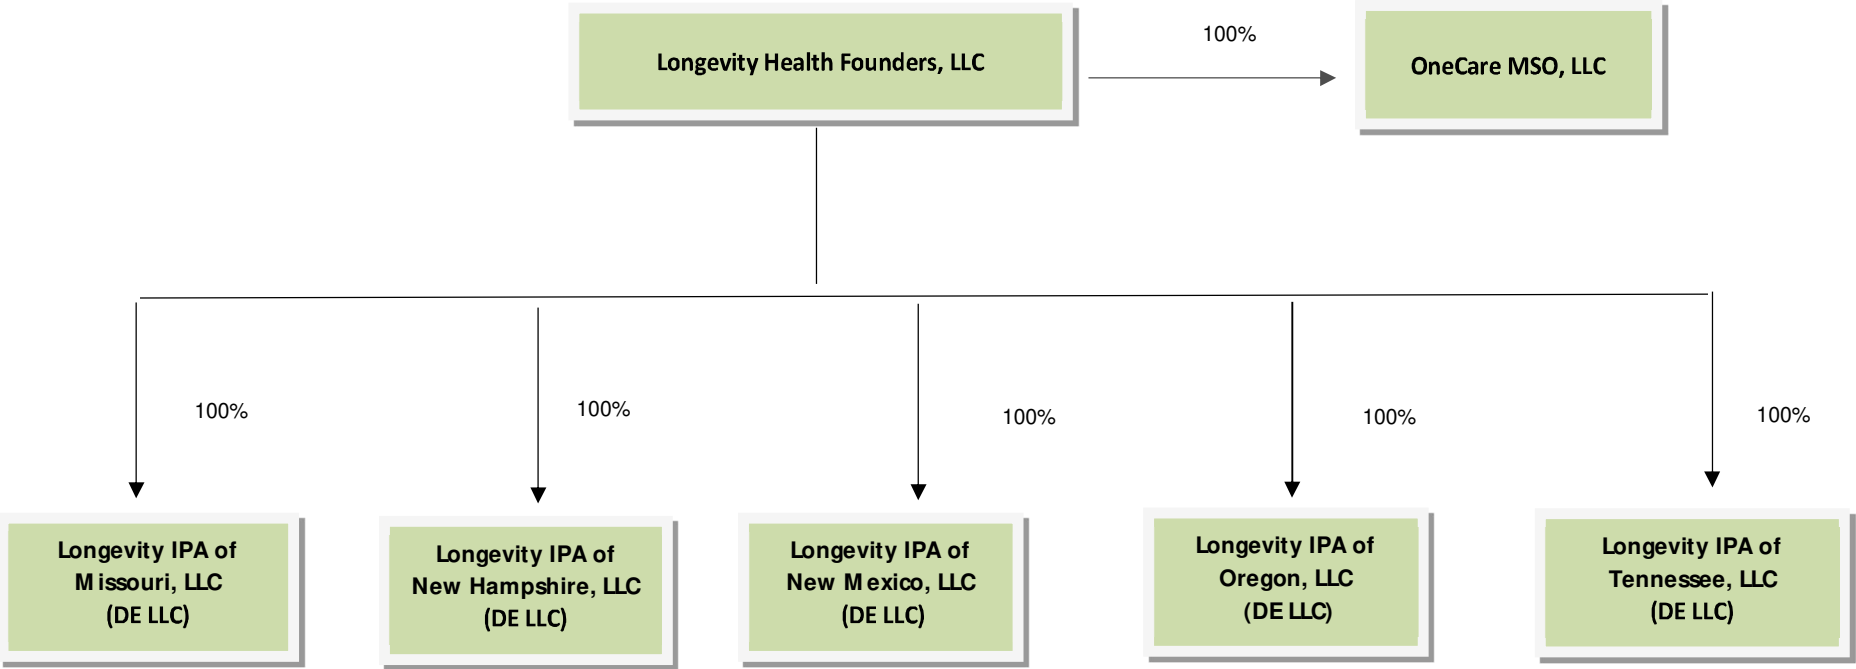 Longevity Health Founders, LLC
100%
OneCare MSO, LLC
100%
100%
100%
100%
100%
Longevity IPA of
Missouri, LLC
(DE LLC)
Longevity IPA of
New Hampshire, LLC
(DE LLC)
Longevity IPA of
New Mexico, LLC
(DE LLC)
Longevity IPA of
Oregon, LLC
(DE LLC)
Longevity IPA of
Tennessee, LLC
(DE LLC)